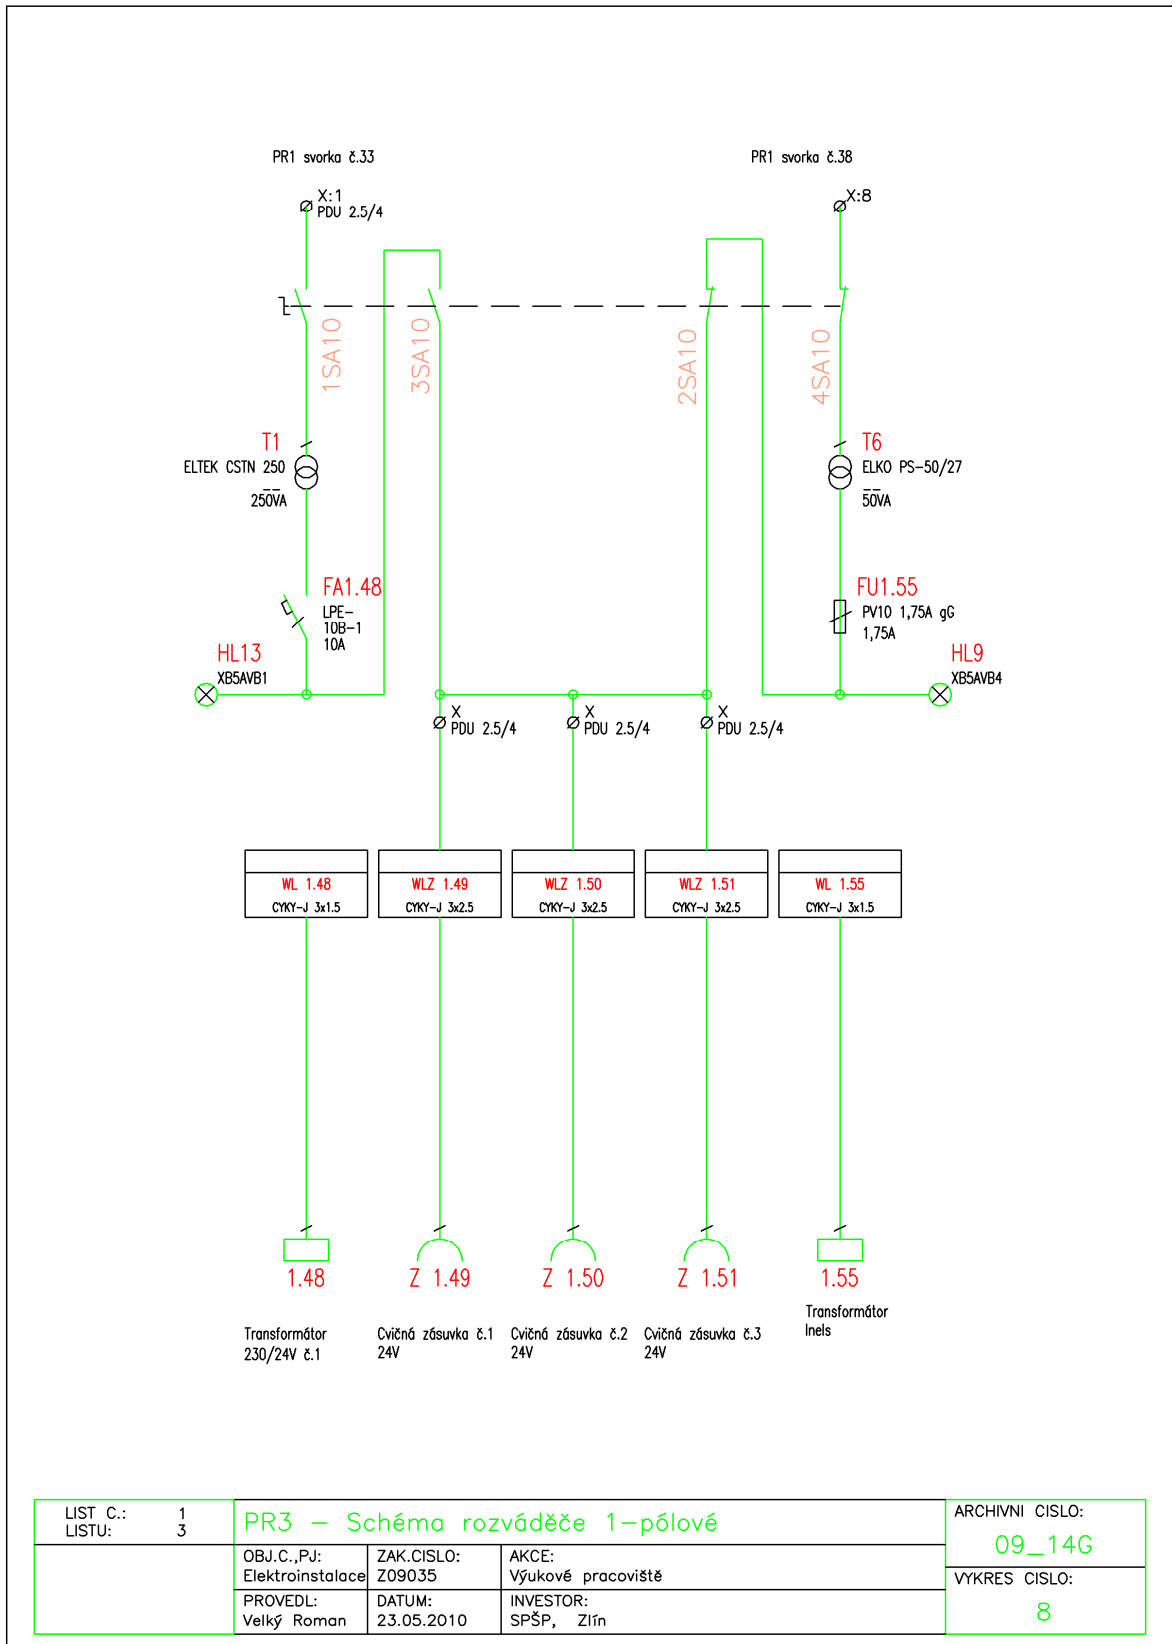 PR1 svorka č.33
PR1 svorka č.38
X:1
PDU 2.5/4
X:8
1SA10
3SA10
2SA10
4SA10
T1
ELTEK CSTN 250
250VA
T6
ELKO PS-50/27
50VA
FA1.48
LPE-
10B-1
10A
FU1.55
PV10 1,75A gG
1,75A
HL13
XB5AVB1
HL9
XB5AVB4
X
PDU 2.5/4
X
PDU 2.5/4
X
PDU 2.5/4
WL 1.48
CYKY-J 3x1.5
WLZ 1.49
CYKY-J 3x2.5
WLZ 1.50
CYKY-J 3x2.5
WLZ 1.51
CYKY-J 3x2.5
WL 1.55
CYKY-J 3x1.5
1.48
Z 1.49
Z 1.50
Z 1.51
1.55
Transformátor
230/24V č.1
Cvičná zásuvka č.1
24V
Cvičná zásuvka č.2
24V
Cvičná zásuvka č.3
24V
Transformátor
Inels
LIST C.: 1
LISTU: 3
PR3 - Schéma rozváděče 1-pólové
ARCHIVNI CISLO:
09_14G
OBJ.C.,PJ:
Elektroinstalace
ZAK.CISLO:
Z09035
AKCE:
Výukové pracoviště
VYKRES CISLO:
8
PROVEDL:
Velký Roman
DATUM:
23.05.2010
INVESTOR:
SPŠP, Zlín